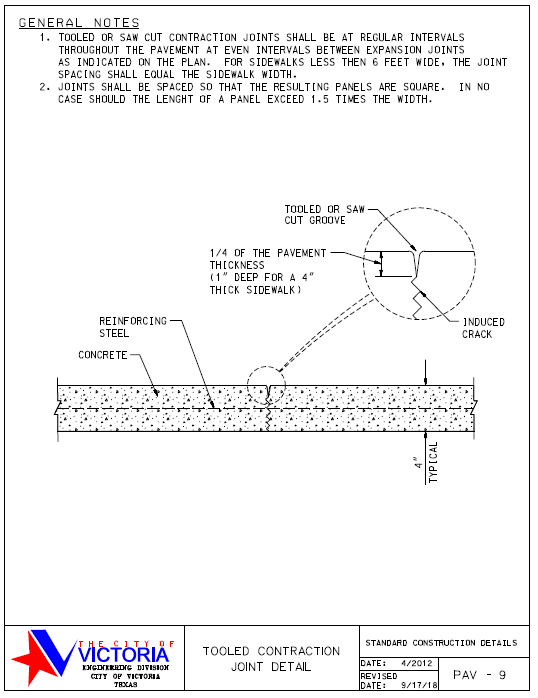 GENERAL NOTES
1. TOOLED OR SAW CUT CONTRACTION JOINTS SHALL BE AT REGULAR INTERVALS
THROUGHOUT THE PAVEMENT AT EVEN INTERVALS BETWEEN EXPANSION JOINTS
AS INDICATED ON THE PLAN. FOR SIDEWALKS LESS THEN 6 FEET WIDE, THE JOINT
SPACING SHALL EQUAL THE SIDEWALK WIDTH.
2. JOINTS SHALL BE SPACED SO THAT THE RESULTING PANELS ARE SQUARE. IN NO
CASE SHOULD THE LENGHT OF A PANEL EXCEED 1.5 TIMES THE WIDTH.
TOOLED OR SAW
CUT GROOVE
1/4 OF THE PAVEMENT
THICKNESS
(1" DEEP FOR A 4"
THICK SIDEWALK)
INDUCED
CRACK
REINFORCING
STEEL
CONCRETE
4"
TYPICAL
THE CITY OF
VICTORIA
ENGINEERING DIVISION
CITY OF VICTORIA
TEXAS
TOOLED CONTRACTION
JOINT DETAIL
STANDARD CONSTRUCTION DETAILS
DATE: 4/2012
REVISED
DATE: 9/17/18
PAV - 9